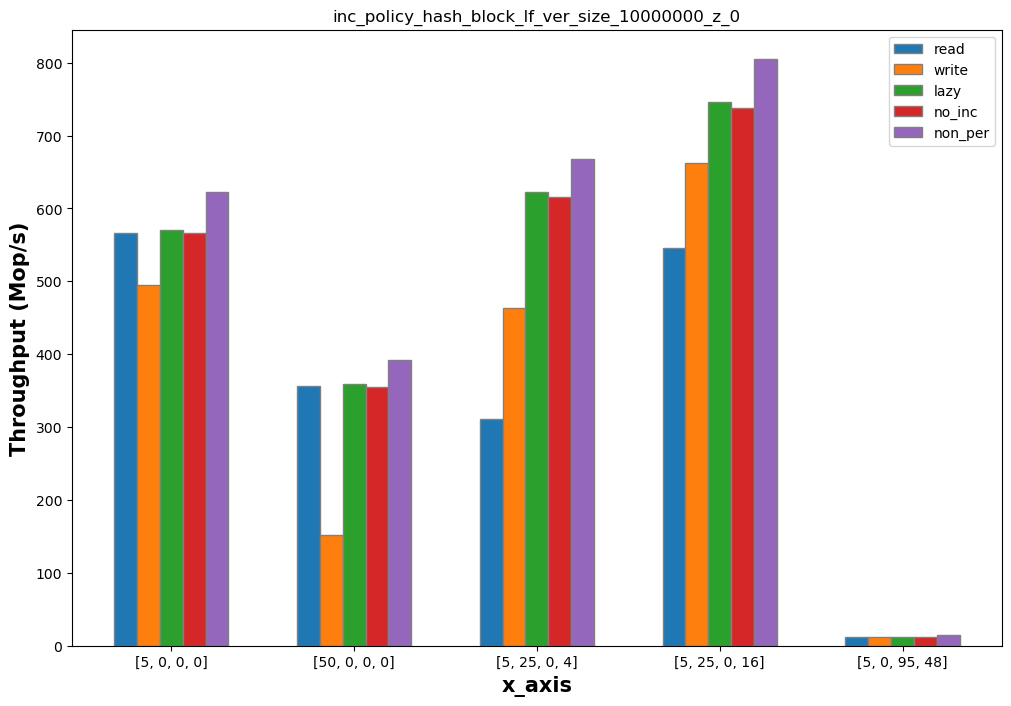 inc_policy_hash_block_lf_ver_size_10000000_z_0
Throughput (Mop/s)
800
700
600
500
400
300
200
100
0
read
write
lazy
no_inc
non_per
[5, 0, 0, 0]
[50, 0, 0, 0]
[5, 25, 0, 4]
[5, 25, 0, 16]
[5, 0, 95, 48]
x_axis